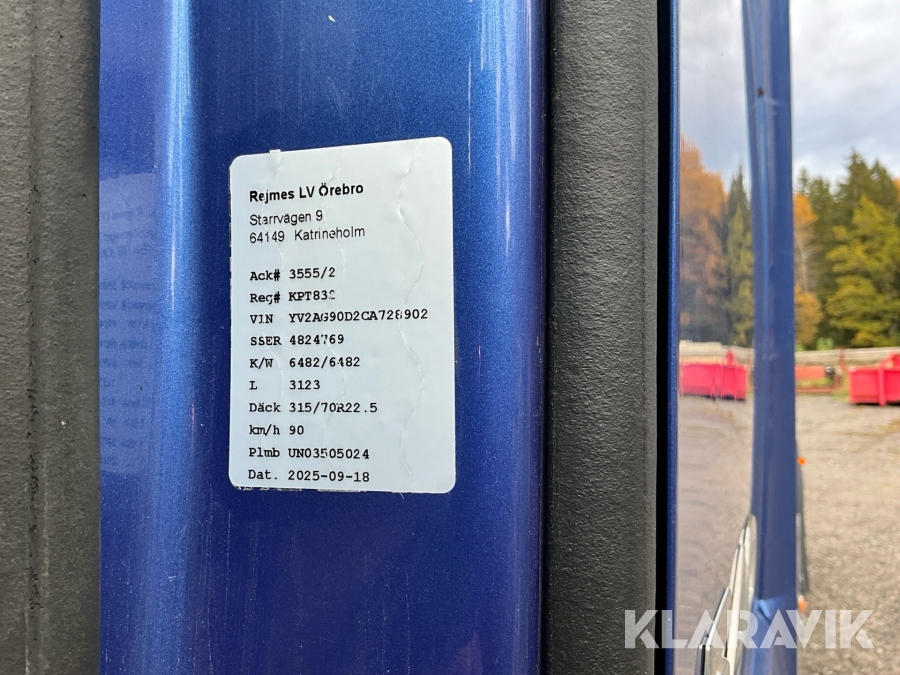 Rejmes LV Örebro
Starrvägen 9
64149 Katrineholm
Ack# 3555/2
Reg# KPT832
VIN YV2AG90D2CA728902
SSER 4824769
K/W 6482/6482
L 3123
Däck 315/70R22.5
km/h 90
Plmb UN03505024
Dat. 2025-09-18
KLARAVIK